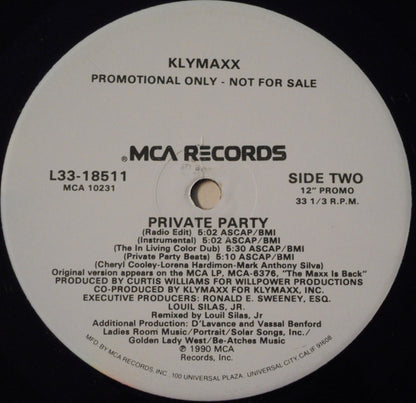 KLYMAXX
PROMOTIONAL ONLY - NOT FOR SALE
MCA RECORDS
L33-18511
MCA 10231
SIDE TWO
12" PROMO
33 1/3 R.P.M.
PRIVATE PARTY
(Radio Edit) 5:02 ASCAP/BMI
(Instrumental) 5:02 ASCAP/BMI
(The In Living Color Dub) 5:30 ASCAP/BMI
(Private Party Beats) 5:10 ASCAP/BMI
(Cheryl Cooley-Lorena Hardimon-Mark Anthony Silva)
Original version appears on the MCA LP, MCA-6376, "The Maxx Is Back"
PRODUCED BY CURTIS WILLIAMS FOR WILLPOWER PRODUCTIONS
CO-PRODUCED BY KLYMAXX FOR KLYMAXX, INC.
EXECUTIVE PRODUCERS: RONALD E. SWEENEY, ESQ.
LOUIL SILAS, JR.
Remixed by Louil Silas, Jr
Additional Production: D'Lavance and Vassal Benford
Ladies Room Music/Portrait/Solar Songs, Inc./
Golden Lady West/Be-Atches Music
℗ 1990 MCA
Records, Inc.
MFD BY MCA RECORDS, INC. 100 UNIVERSAL PLAZA, UNIVERSAL CITY, CALIF 91608